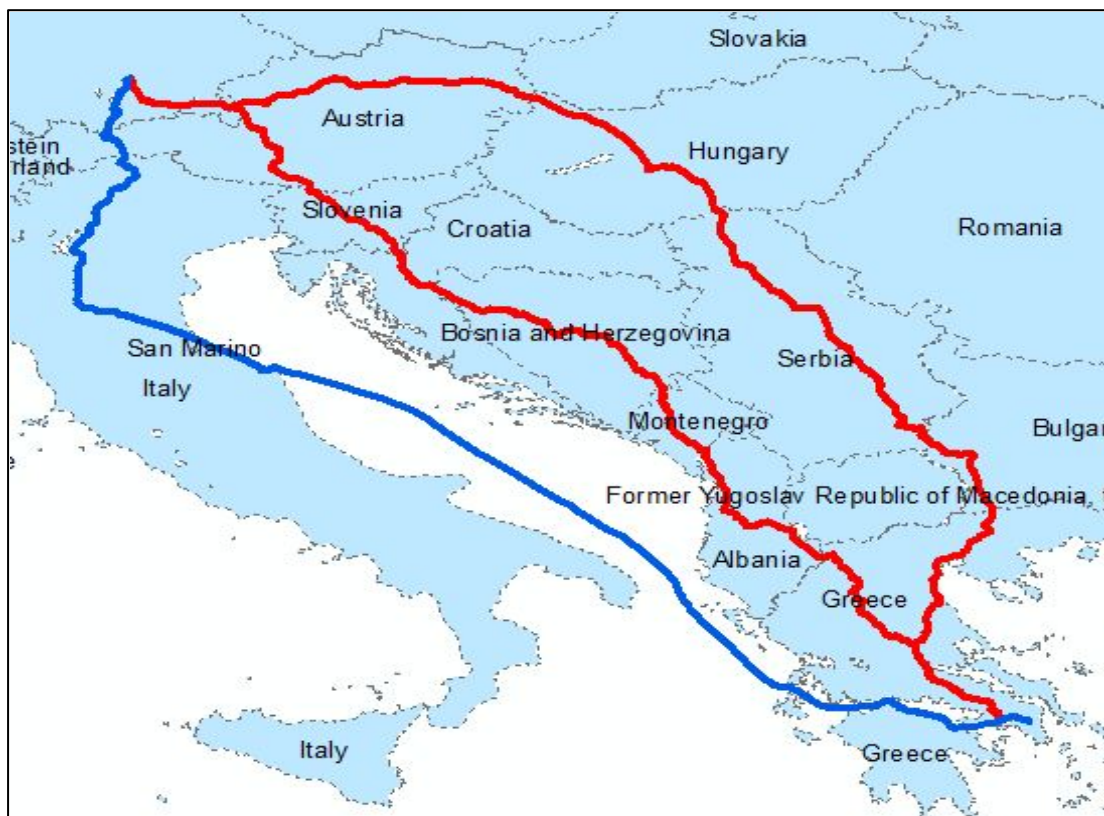 Slovakia
Austria
Hungary
stein
rland
Slovenia
Croatia
Romania
Bosnia and Herzegovina
San Marino
Serbia
Italy
Montenegro
Bulgar
Former Yugoslav Republic of Macedonia,
Albania
Greece
Italy
Greece